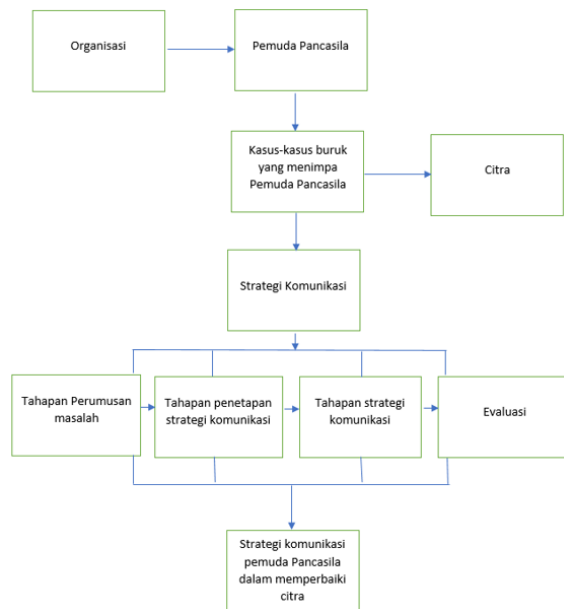 Organisasi
Pemuda Pancasila
Kasus-kasus buruk
yang menimpa
Pemuda Pancasila
Citra
Strategi Komunikasi
Tahapan Perumusan
masalah
Tahapan penetapan
strategi komunikasi
Tahapan strategi
komunikasi
Evaluasi
Strategi komunikasi
pemuda Pancasila
dalam memperbaiki
citra